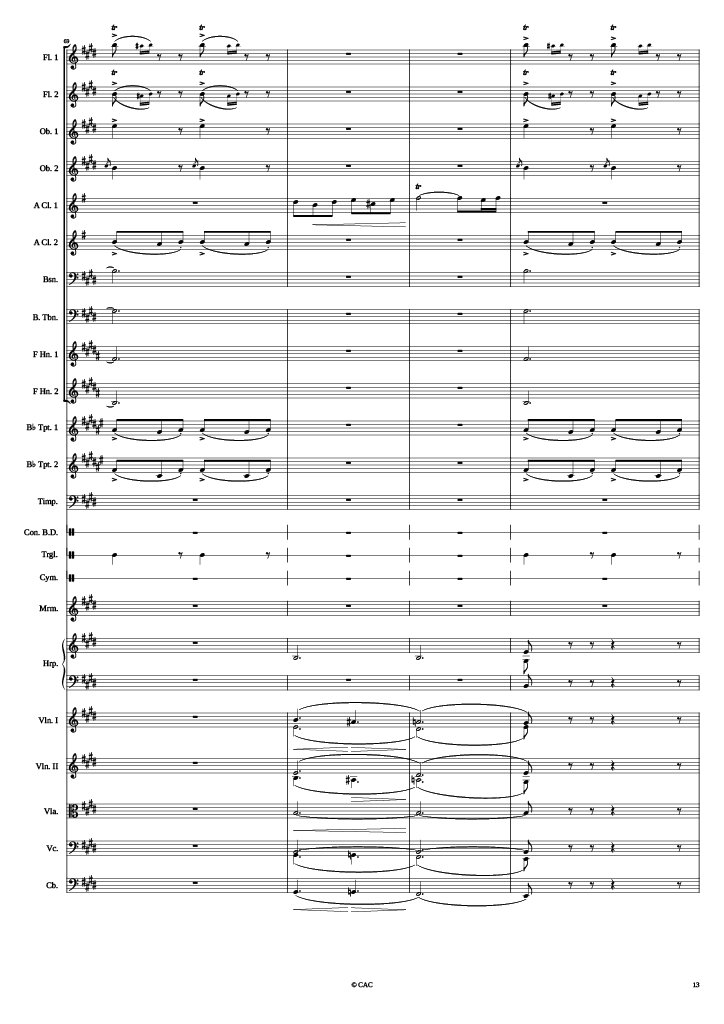 69
Fl. 1
Fl. 2
Ob. 1
Ob. 2
A Cl. 1
A Cl. 2
Bsn.
B. Tbn.
F Hn. 1
F Hn. 2
B♭ Tpt. 1
B♭ Tpt. 2
Timp.
Con. B.D.
Trgl.
Cym.
Mrm.
Hrp.
Vln. I
Vln. II
Vla.
Vc.
Cb.
© CAC
13